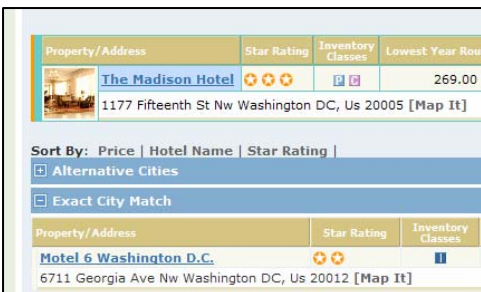 Property/Address Star Rating Inventory Classes Lowest Year Rou
The Madison Hotel P C 269.00
1177 Fifteenth St Nw Washington DC, Us 20005 [Map It]
Sort By: Price | Hotel Name | Star Rating |
Alternative Cities
Exact City Match
Property/Address Star Rating Inventory Classes
Motel 6 Washington D.C. I
6711 Georgia Ave Nw Washington DC, Us 20012 [Map It]